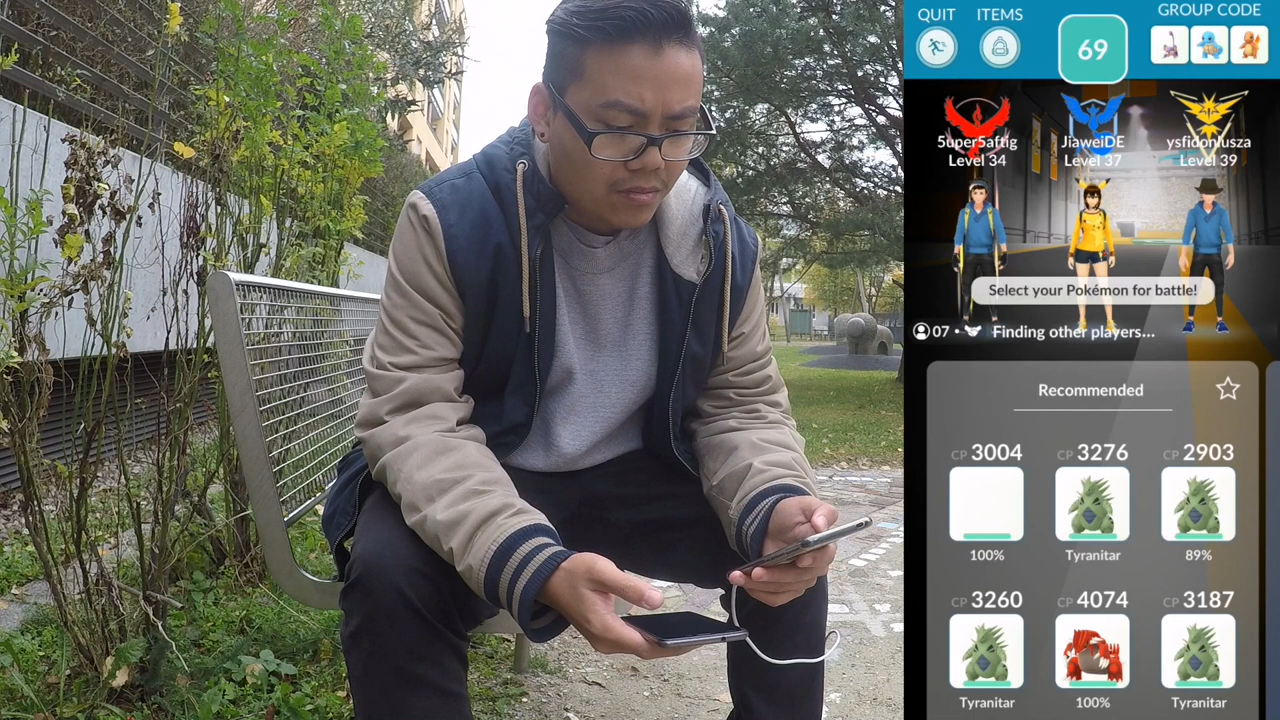 QUIT ITEMS GROUP CODE
69
5uper5aftig JiaweiDE ysfidonlusza
Level 34 Level 37 Level 39
Select your Pokémon for battle!
07 • Finding other players...
Recommended
CP 3004 CP 3276 CP 2903
100% Tyranitar 89%
CP 3260 CP 4074 CP 3187
Tyranitar 100% Tyranitar